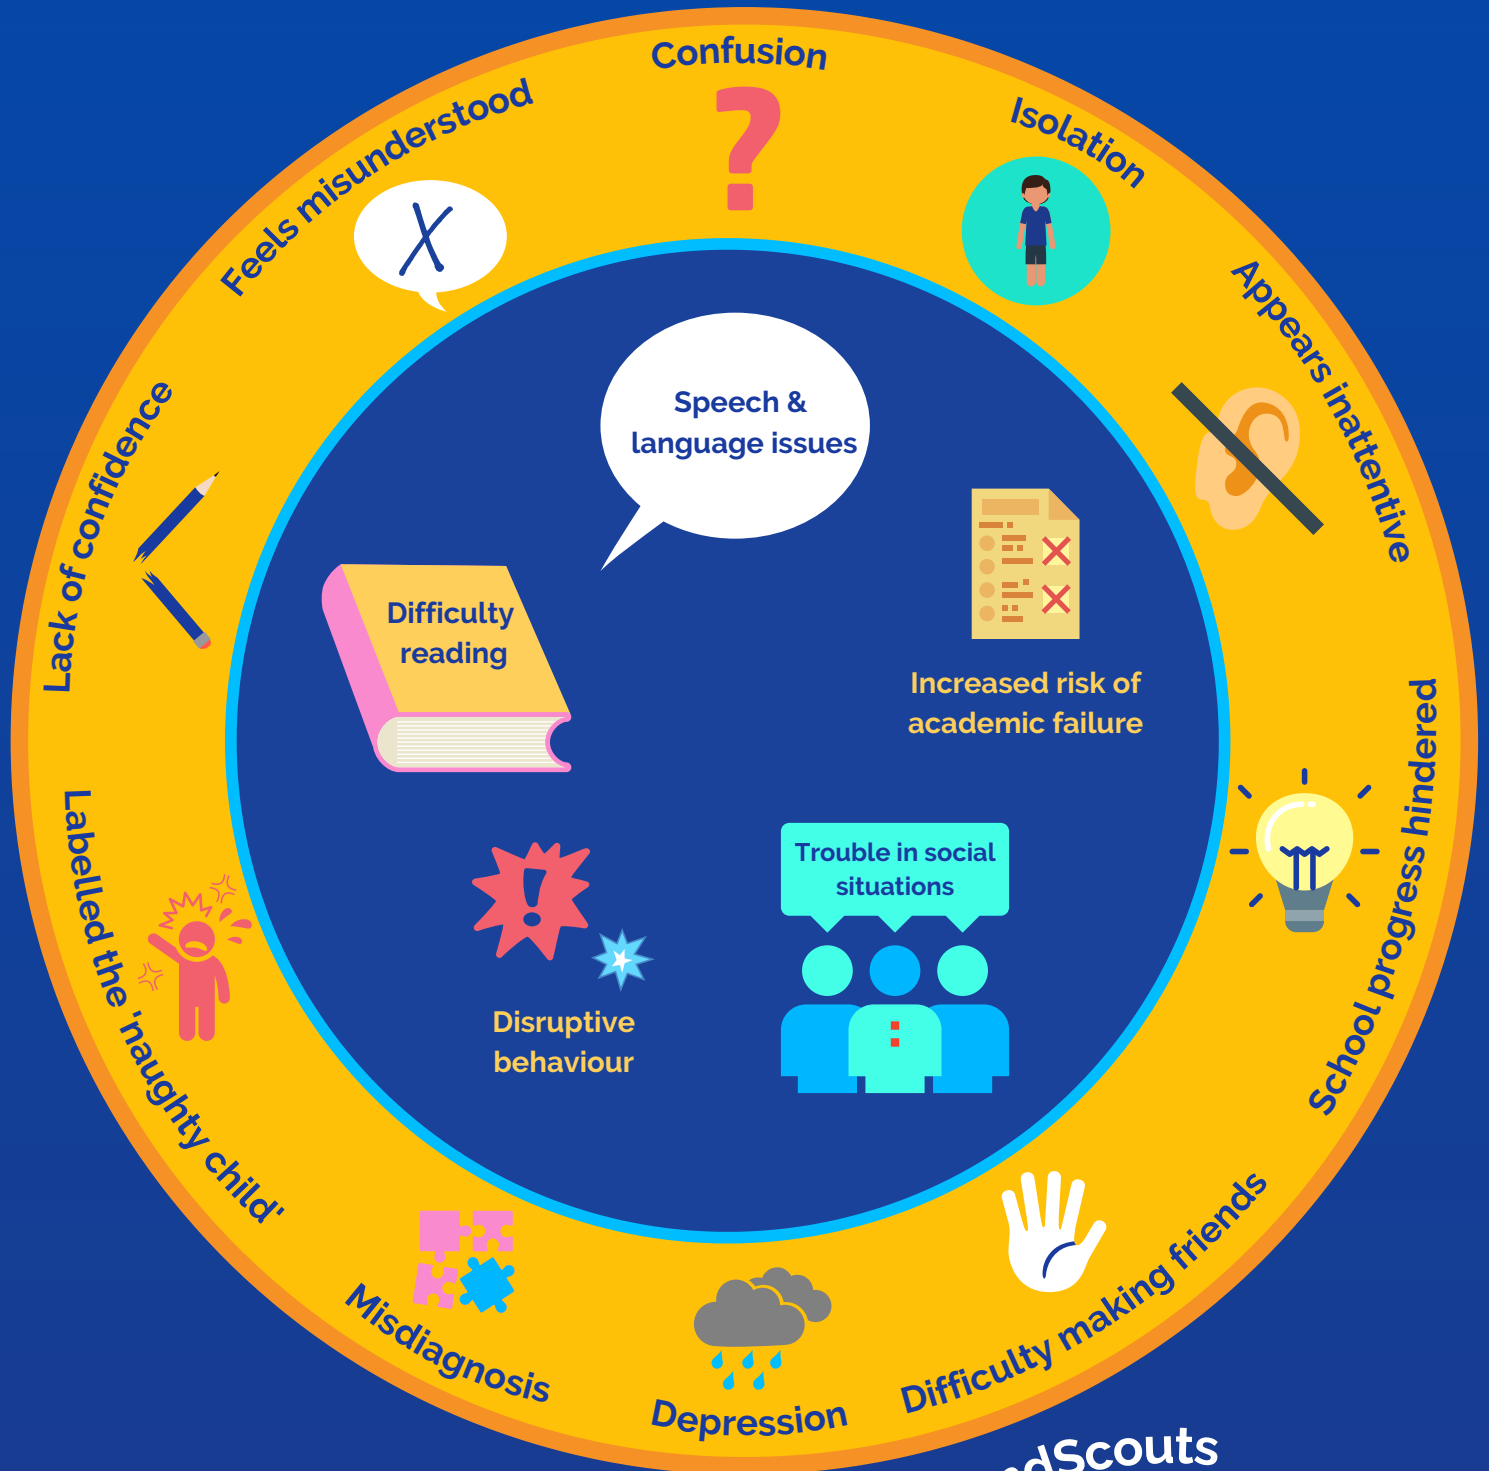 Confusion
Isolation
Appears inattentive
School progress hindered
Difficulty making friends
Depression
Misdiagnosis
Labelled the 'naughty child'
Lack of confidence
Feels misunderstood
Speech &
language issues
Difficulty
reading
Increased risk of
academic failure
Disruptive
behaviour
Trouble in social
situations